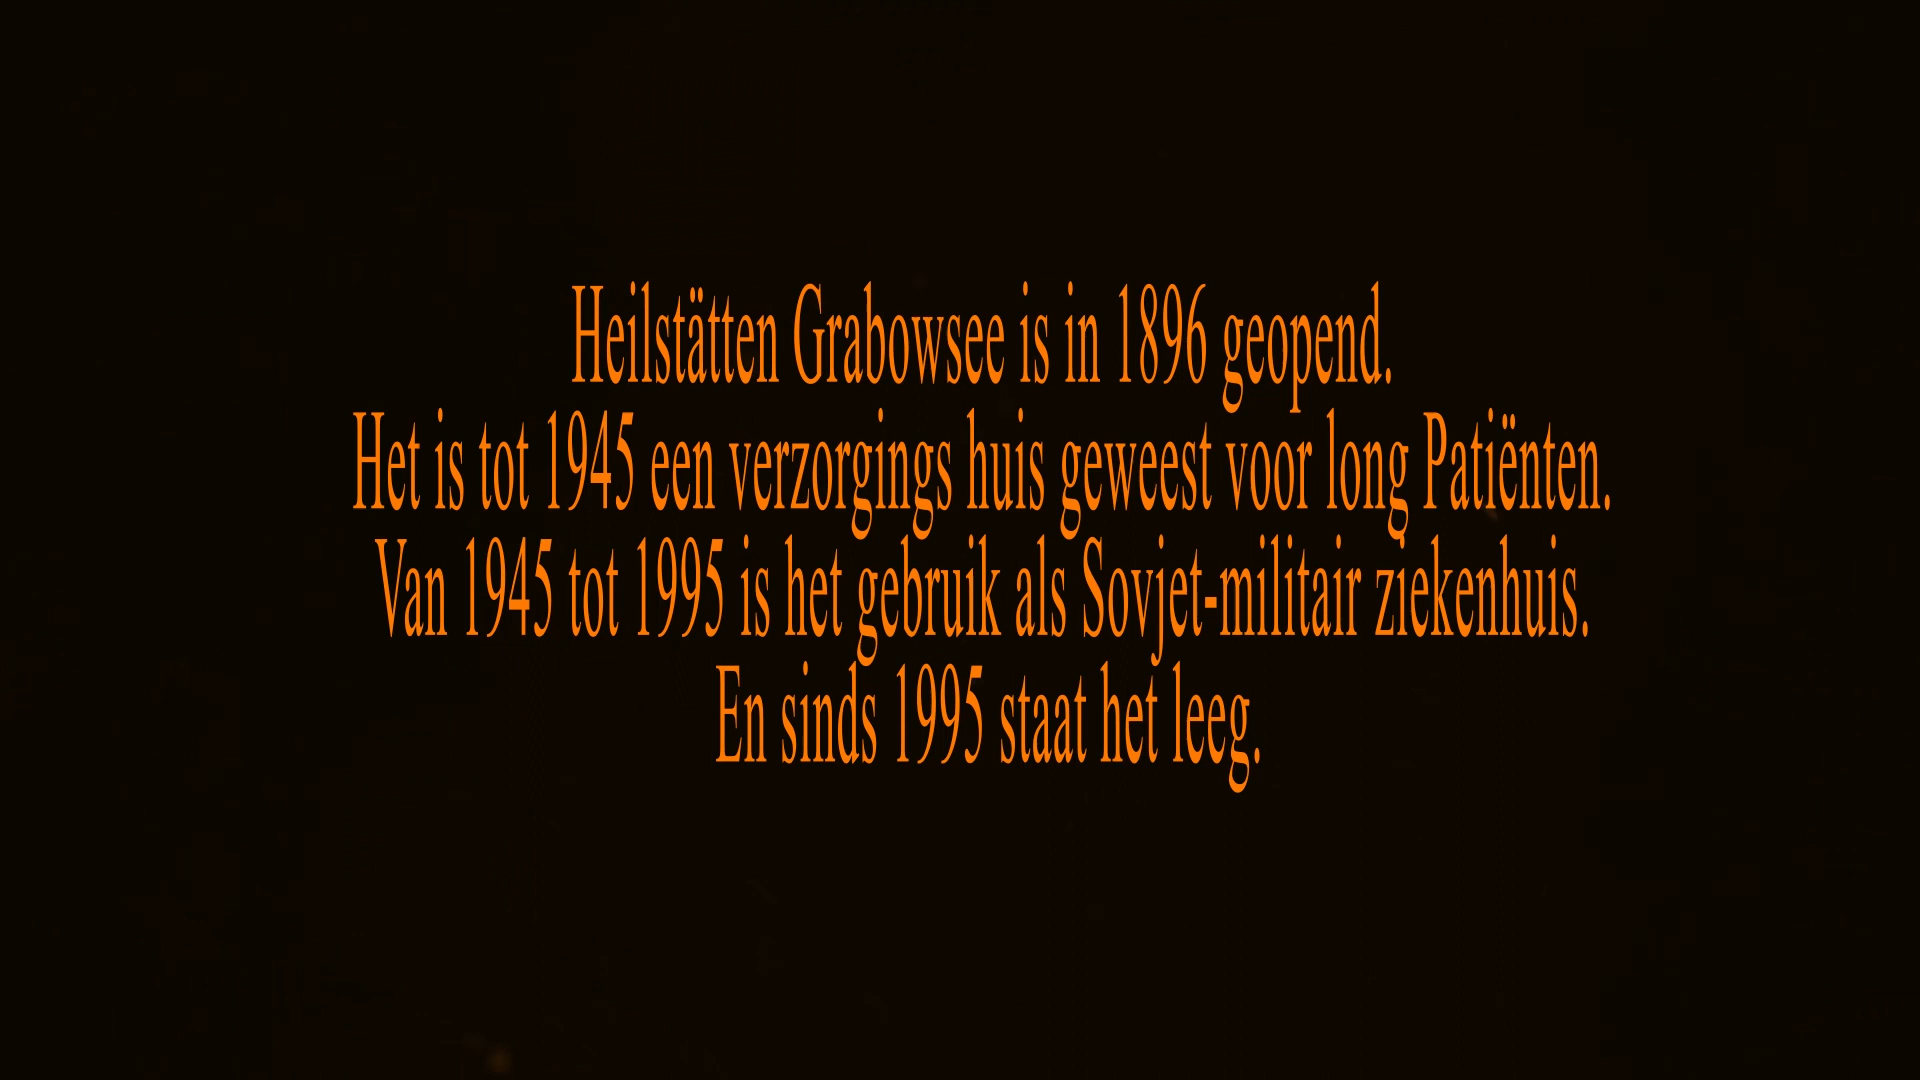 Heilstätten Grabowsee is in 1896 geopend.
Het is tot 1945 een verzorgings huis geweest voor long Patiënten.
Van 1945 tot 1995 is het gebruik als Sovjet-militair ziekenhuis.
En sinds 1995 staat het leeg.